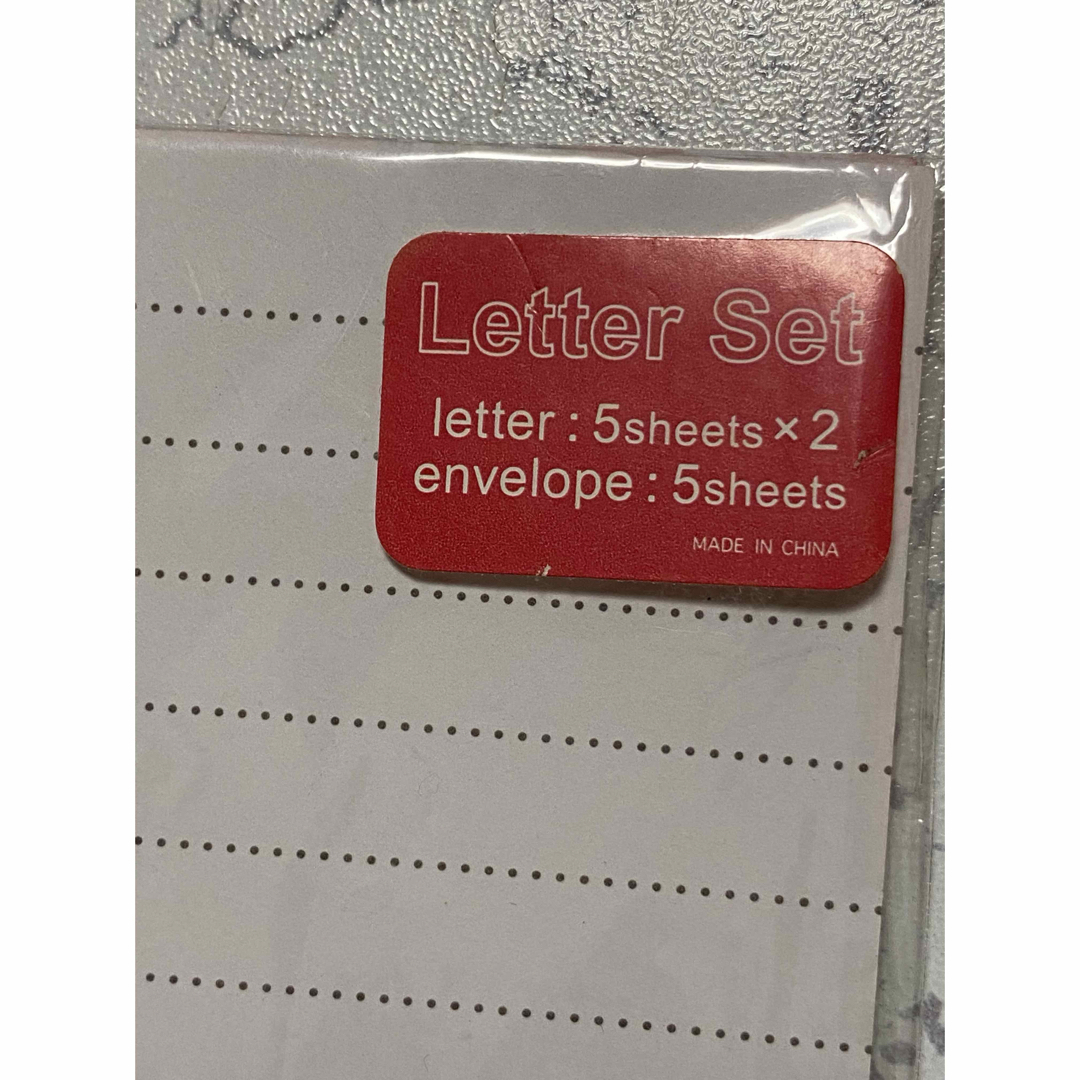 Letter Set
letter : 5sheets×2
envelope : 5sheets
MADE IN CHINA